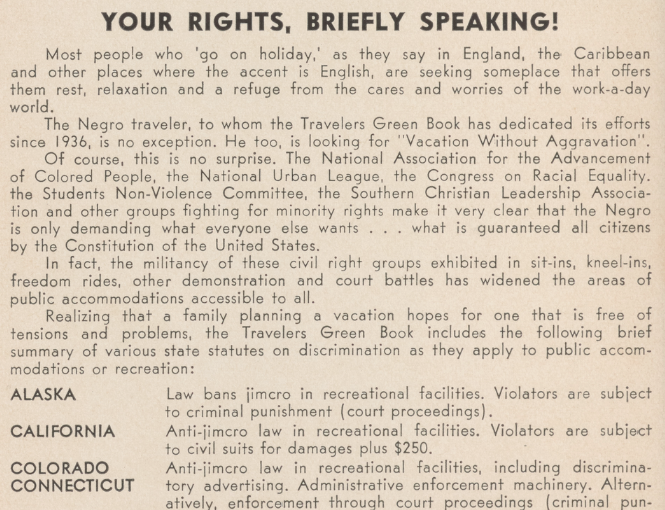 YOUR RIGHTS, BRIEFLY SPEAKING!
Most people who 'go on holiday,' as they say in England, the Caribbean
and other places where the accent is English, are seeking someplace that offers
them rest, relaxation and a refuge from the cares and worries of the work-a-day
world.
The Negro traveler, to whom the Travelers Green Book has dedicated its efforts
since 1936, is no exception. He too, is looking for "Vacation Without Aggravation".
Of course, this is no surprise. The National Association for the Advancement
of Colored People, the National Urban League, the Congress on Racial Equality.
the Students Non-Violence Committee, the Southern Christian Leadership Associa-
tion and other groups fighting for minority rights make it very clear that the Negro
is only demanding what everyone else wants . . . what is guaranteed all citizens
by the Constitution of the United States.
In fact, the militancy of these civil right groups exhibited in sit-ins, kneel-ins,
freedom rides, other demonstration and court battles has widened the areas of
public accommodations accessible to all.
Realizing that a family planning a vacation hopes for one that is free of
tensions and problems, the Travelers Green Book includes the following brief
summary of various state statutes on discrimination as they apply to public accom-
modations or recreation:
ALASKA Law bans jimcro in recreational facilities. Violators are subject
to criminal punishment (court proceedings).
CALIFORNIA Anti-jimcro law in recreational facilities. Violators are subject
to civil suits for damages plus $250.
COLORADO Anti-jimcro law in recreational facilities, including discrimina-
CONNECTICUT tory advertising. Administrative enforcement machinery. Altern-
atively, enforcement through court proceedings (criminal pun-